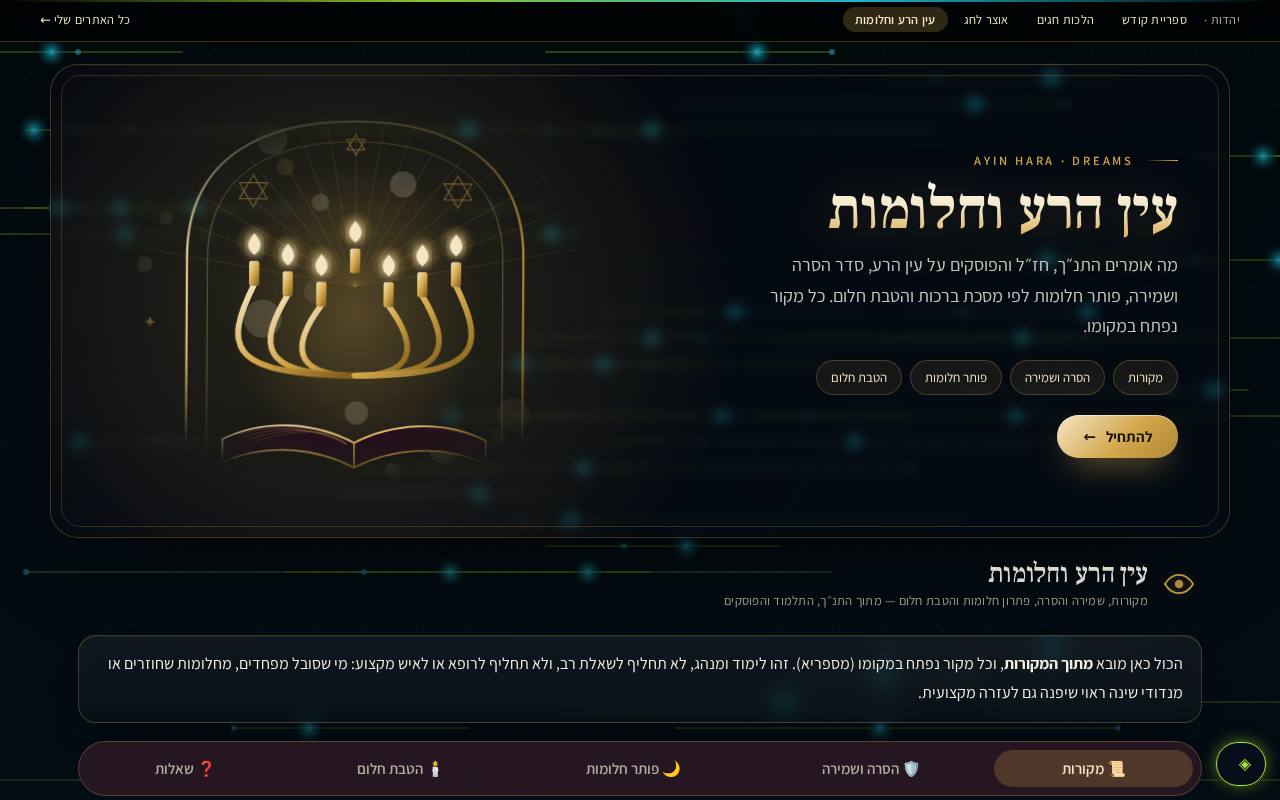 יהדות · ספריית קודש הלכות חגים אוצר לחג עין הרע וחלומות כל האתרים שלי ←
AYIN HARA · DREAMS
עין הרע וחלומות
מה אומרים התנ״ך, חז״ל והפוסקים על עין הרע, סדר הסרה
ושמירה, פותר חלומות לפי מסכת ברכות והטבת חלום. כל מקור
נפתח במקומו.
מקורות הסרה ושמירה פותר חלומות הטבת חלום
להתחיל ←
עין הרע וחלומות
מקורות, שמירה והסרה, פתרון חלומות והטבת חלום — מתוך התנ״ך, התלמוד והפוסקים
הכול כאן מובא מתוך המקורות, וכל מקור נפתח במקומו (מספריא). זהו לימוד ומנהג, לא תחליף לשאלת רב, ולא תחליף לרופא או לאיש מקצוע: מי שסובל מפחדים, מחלומות שחוזרים או
מנדודי שינה ראוי שיפנה גם לעזרה מקצועית.
📜 מקורות 🛡️ הסרה ושמירה 🌙 פותר חלומות 🕯️ הטבת חלום ❓ שאלות